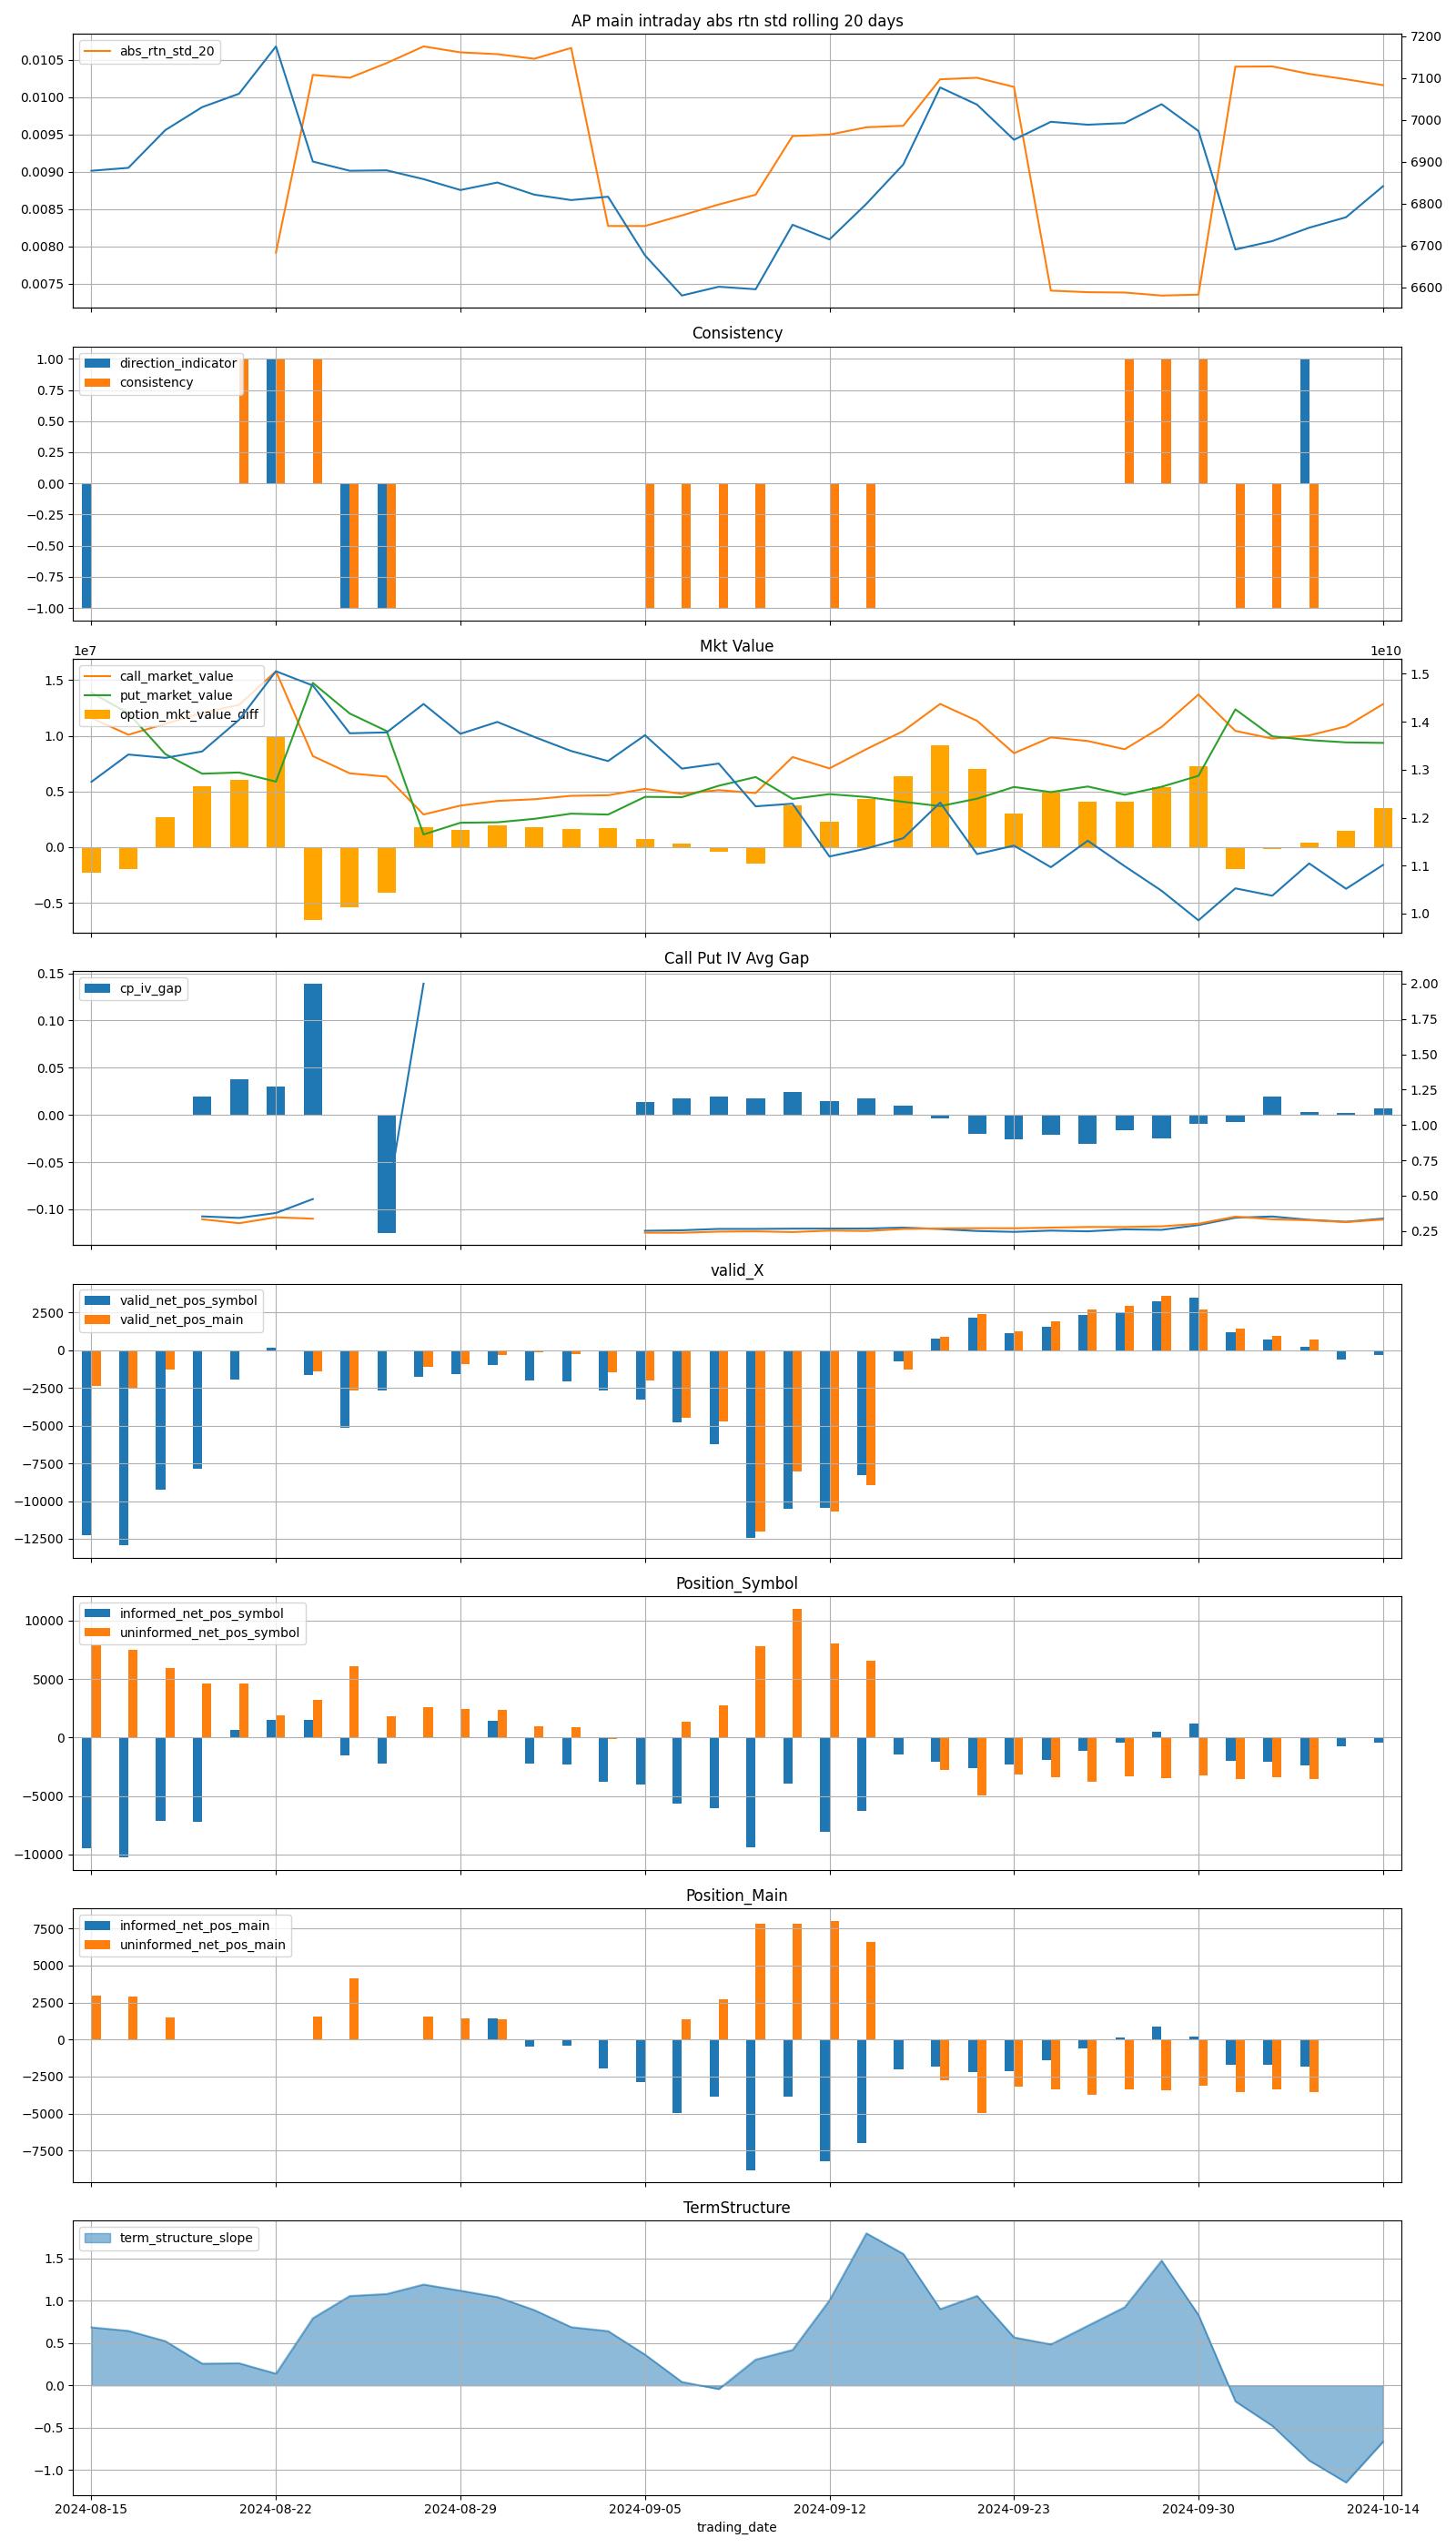 AP main intraday abs rtn std rolling 20 days
abs_rtn_std_20
0.0105
0.0100
0.0095
0.0090
0.0085
0.0080
0.0075
7200
7100
7000
6900
6800
6700
6600
Consistency
direction_indicator
consistency
1.00
0.75
0.50
0.25
0.00
−0.25
−0.50
−0.75
−1.00
Mkt Value
1e7
1e10
call_market_value
put_market_value
option_mkt_value_diff
1.5
1.0
0.5
0.0
−0.5
1.5
1.4
1.3
1.2
1.1
1.0
Call Put IV Avg Gap
cp_iv_gap
0.15
0.10
0.05
0.00
−0.05
−0.10
2.00
1.75
1.50
1.25
1.00
0.75
0.50
0.25
valid_X
valid_net_pos_symbol
valid_net_pos_main
2500
0
−2500
−5000
−7500
−10000
−12500
Position_Symbol
informed_net_pos_symbol
uninformed_net_pos_symbol
10000
5000
0
−5000
−10000
Position_Main
informed_net_pos_main
uninformed_net_pos_main
7500
5000
2500
0
−2500
−5000
−7500
TermStructure
term_structure_slope
1.5
1.0
0.5
0.0
−0.5
−1.0
2024-08-15 2024-08-22 2024-08-29 2024-09-05 2024-09-12 2024-09-23 2024-09-30 2024-10-14
trading_date